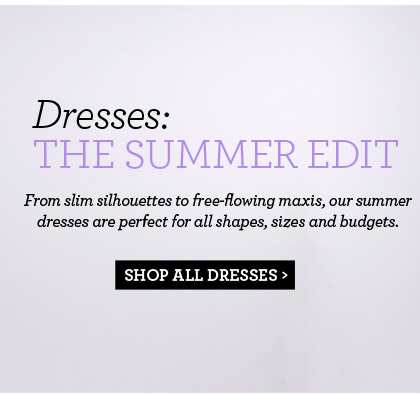 Dresses:
THE SUMMER EDIT
From slim silhouettes to free-flowing maxis, our summer
dresses are perfect for all shapes, sizes and budgets.
SHOP ALL DRESSES >